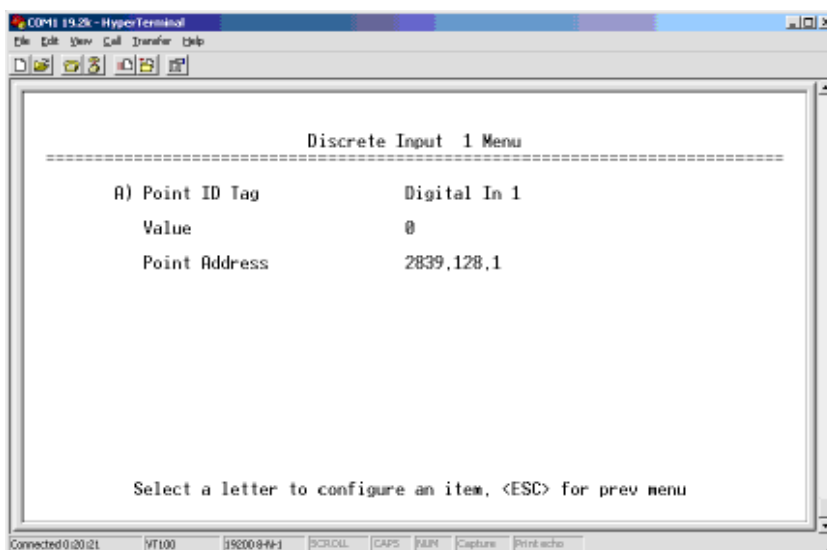 COM1 19.2k - HyperTerminal
File Edit View Call Transfer Help
Discrete Input 1 Menu
================================================================================
A) Point ID Tag Digital In 1
Value 0
Point Address 2839,128,1
Select a letter to configure an item, <ESC> for prev menu
Connected 0:20:21 VT100 19200 8-N-1 SCROLL CAPS NUM Capture Print echo